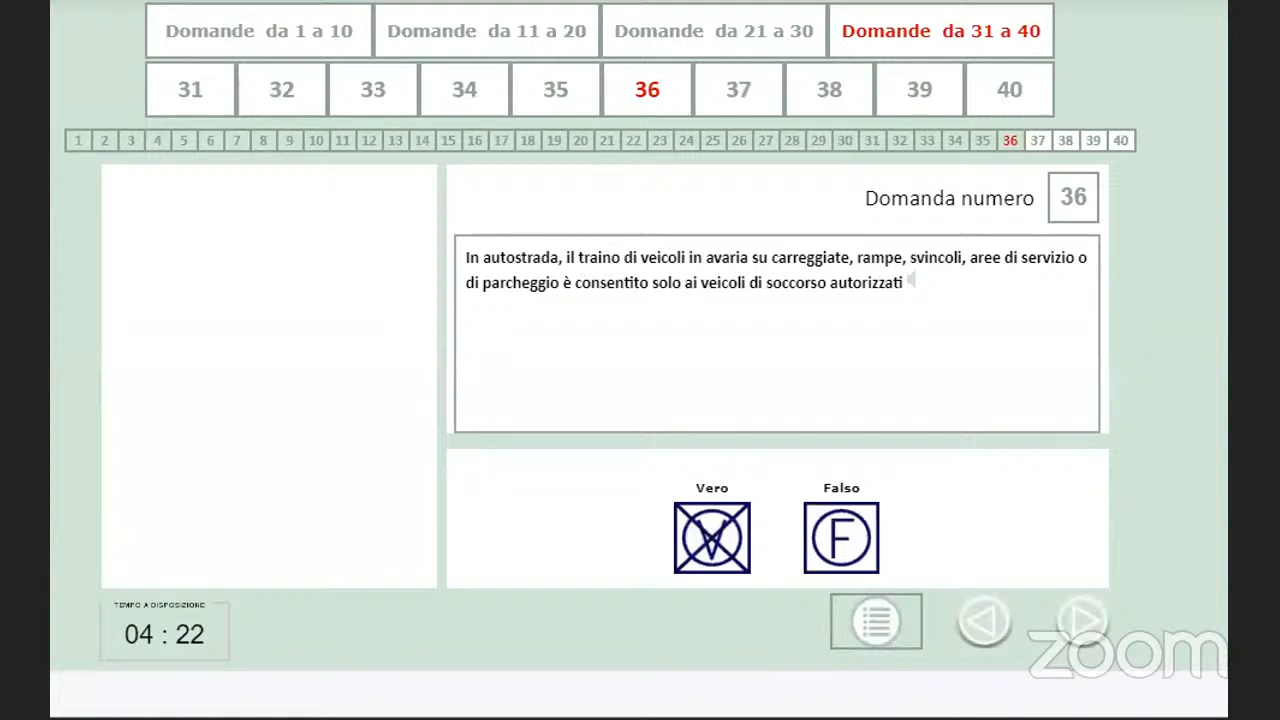 Domande da 1 a 10 Domande da 11 a 20 Domande da 21 a 30 Domande da 31 a 40
31 32 33 34 35 36 37 38 39 40
1 2 3 4 5 6 7 8 9 10 11 12 13 14 15 16 17 18 19 20 21 22 23 24 25 26 27 28 29 30 31 32 33 34 35 36 37 38 39 40
Domanda numero 36
In autostrada, il traino di veicoli in avaria su carreggiate, rampe, svincoli, aree di servizio o
di parcheggio è consentito solo ai veicoli di soccorso autorizzati
Vero Falso
V F
TEMPO A DISPOSIZIONE
04 : 22
zoom